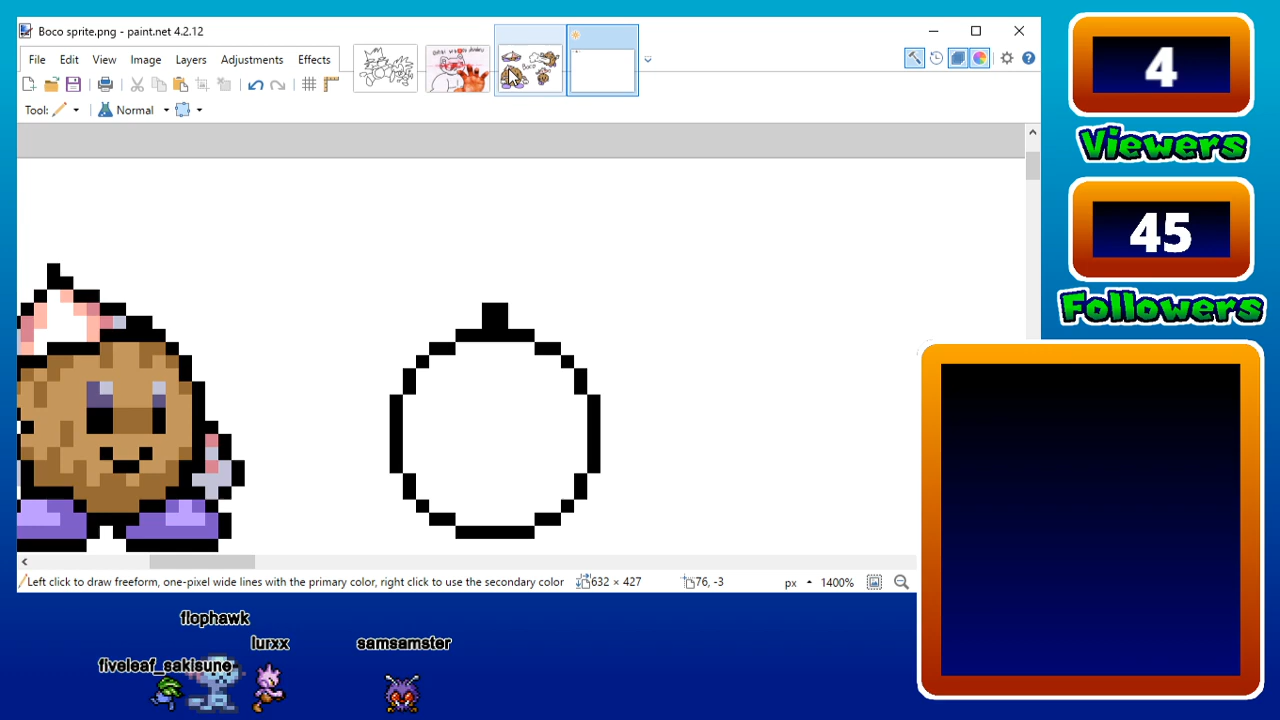 Boco sprite.png - paint.net 4.2.12
File Edit View Image Layers Adjustments Effects
Tool: Normal
4
Viewers
45
Followers
Left click to draw freeform, one-pixel wide lines with the primary color, right click to use the secondary color 632 × 427 76, -3 px 1400%
flophawk
lurxx
samsamster
fiveleaf_sakisune